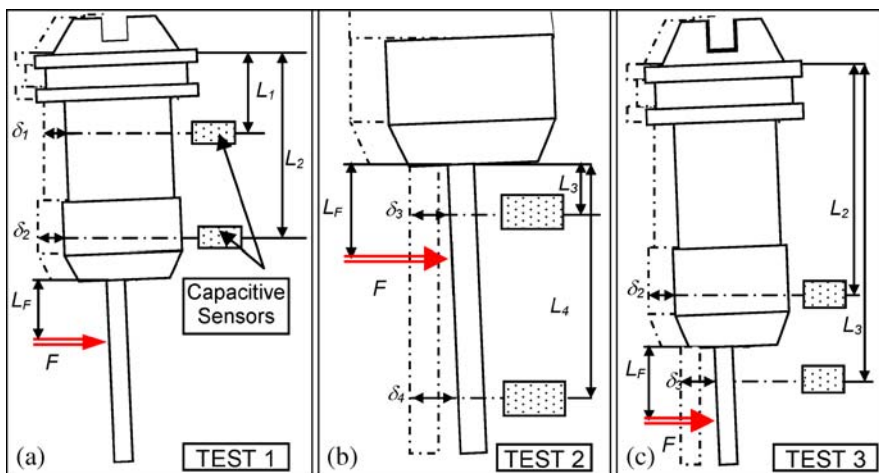 L1
L2
δ1
δ2
LF
F
Capacitive
Sensors
(a)
TEST 1
L3
LF
δ3
F
L4
δ4
(b)
TEST 2
L2
δ2
L3
LF
δ3
F
(c)
TEST 3